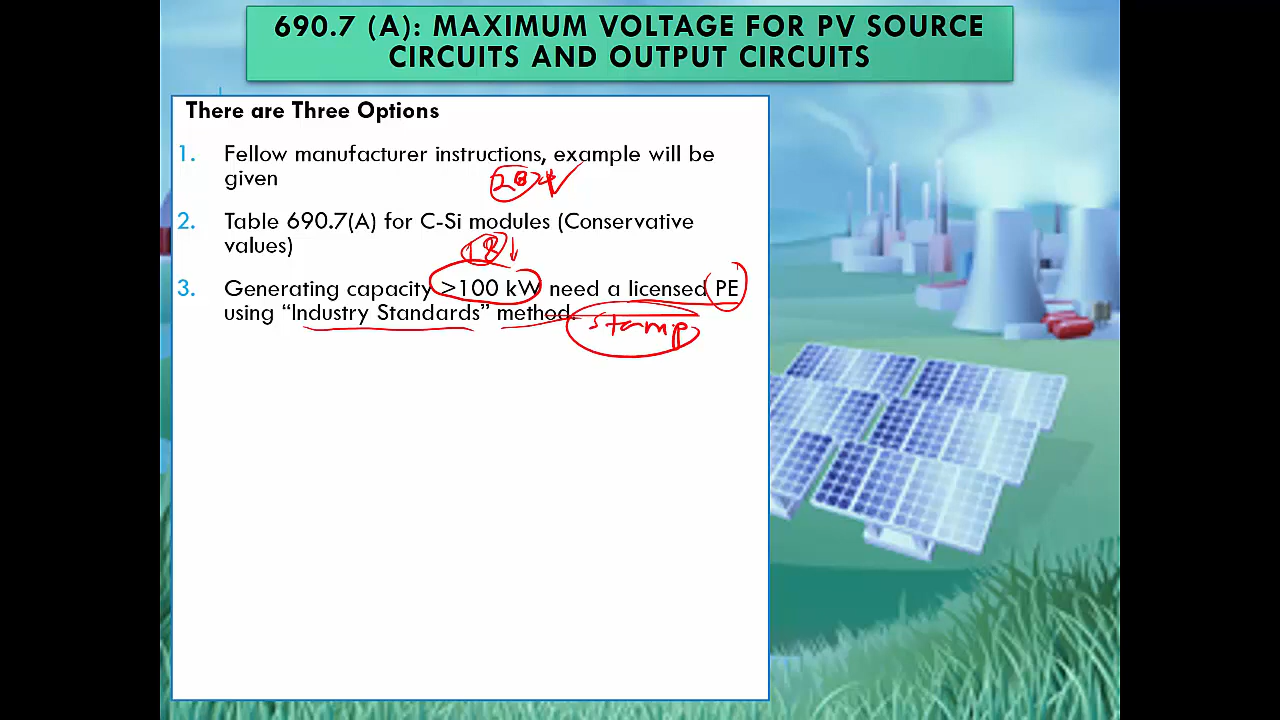 690.7 (A): MAXIMUM VOLTAGE FOR PV SOURCE
CIRCUITS AND OUTPUT CIRCUITS
There are Three Options
1. Fellow manufacturer instructions, example will be
given
2. Table 690.7(A) for C-Si modules (Conservative
values)
18
3. Generating capacity >100 kW need a licensed PE
using “Industry Standards” method.
stamp